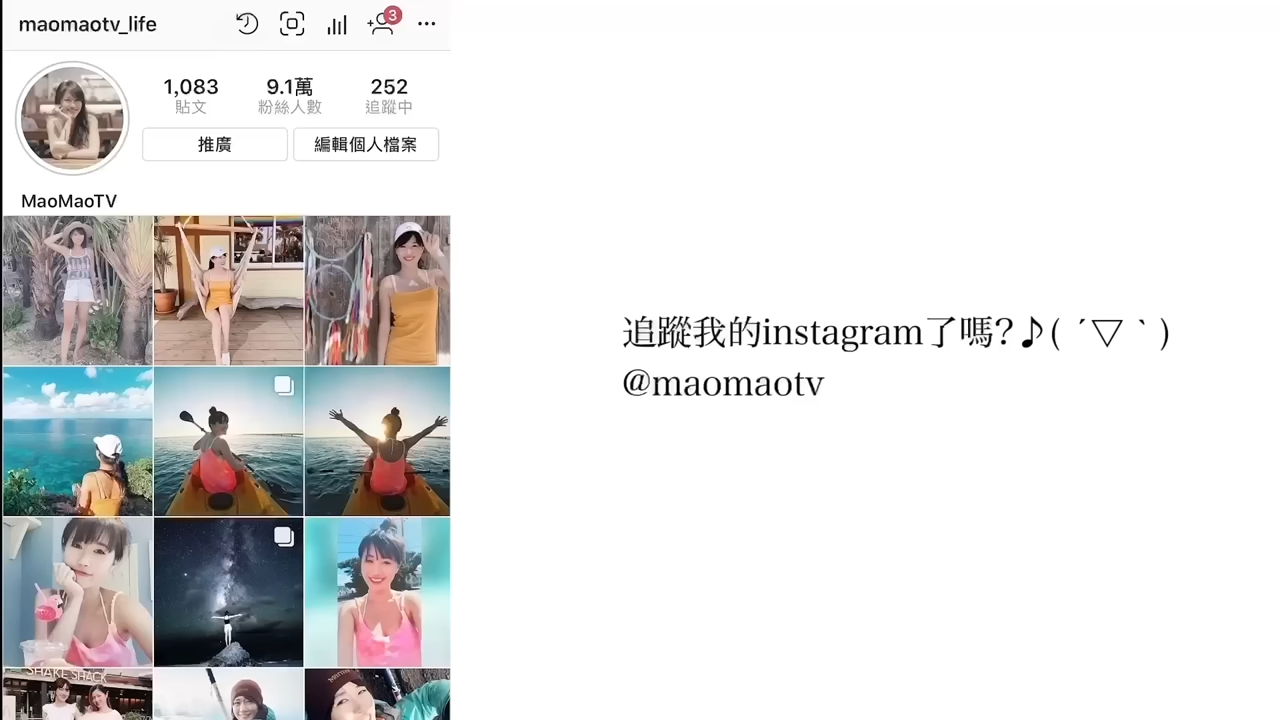 maomaotv_life
3
1,083 9.1萬 252
貼文 粉絲人數 追蹤中
推廣 編輯個人檔案
MaoMaoTV
SHAKE SHACK
追蹤我的instagram了嗎?♪( ´▽｀)
@maomaotv